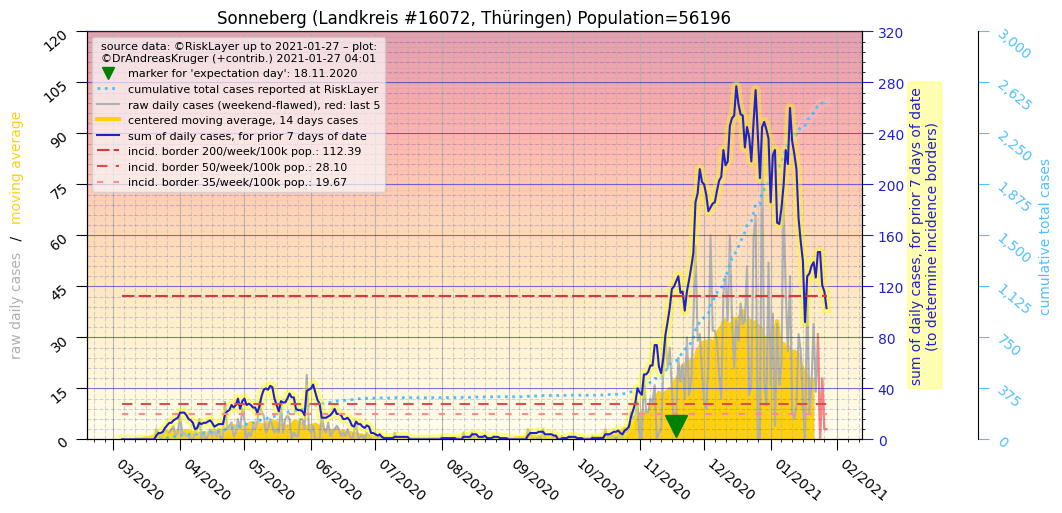 Sonneberg (Landkreis #16072, Thüringen) Population=56196
source data: ©RiskLayer up to 2021-01-27 – plot:
©DrAndreasKruger (+contrib.) 2021-01-27 04:01
marker for 'expectation day': 18.11.2020
cumulative total cases reported at RiskLayer
raw daily cases (weekend-flawed), red: last 5
centered moving average, 14 days cases
sum of daily cases, for prior 7 days of date
incid. border 200/week/100k pop.: 112.39
incid. border 50/week/100k pop.: 28.10
incid. border 35/week/100k pop.: 19.67
raw daily cases / moving average
120
105
90
75
60
45
30
15
0
03/2020
04/2020
05/2020
06/2020
07/2020
08/2020
09/2020
10/2020
11/2020
12/2020
01/2021
02/2021
320
280
240
200
160
120
80
40
0
sum of daily cases, for prior 7 days of date
(to determine incidence borders)
3,000
2,625
2,250
1,875
1,500
1,125
750
375
0
cumulative total cases